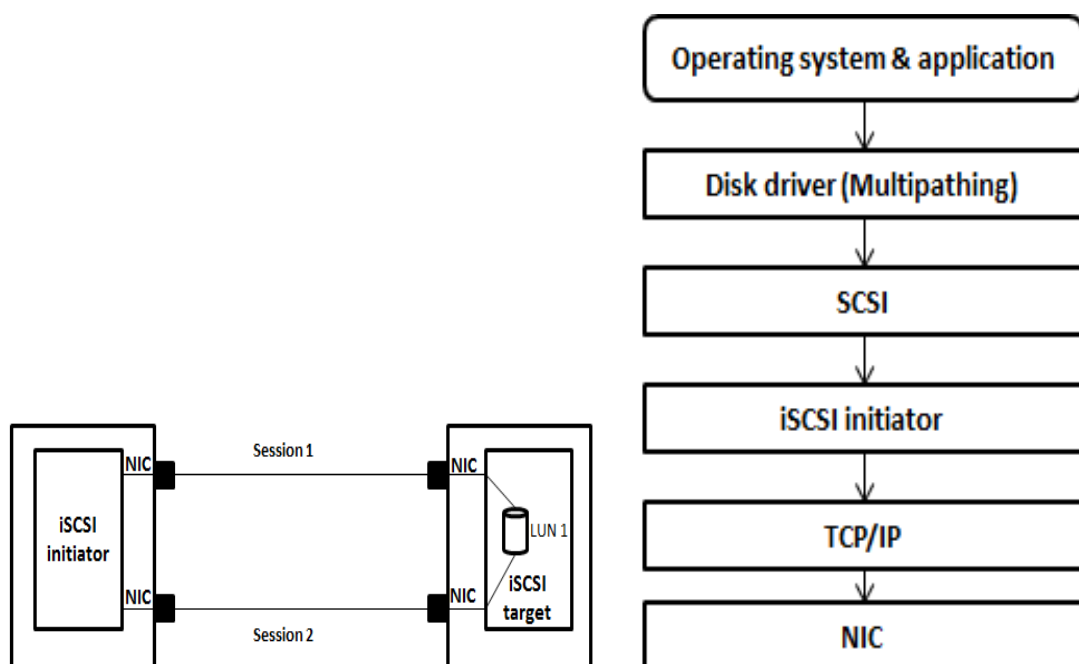 Operating system & application
Disk driver (Multipathing)
SCSI
iSCSI initiator
TCP/IP
NIC
NIC
Session 1
NIC
iSCSI
initiator
LUN 1
NIC
Session 2
NIC
iSCSI
target